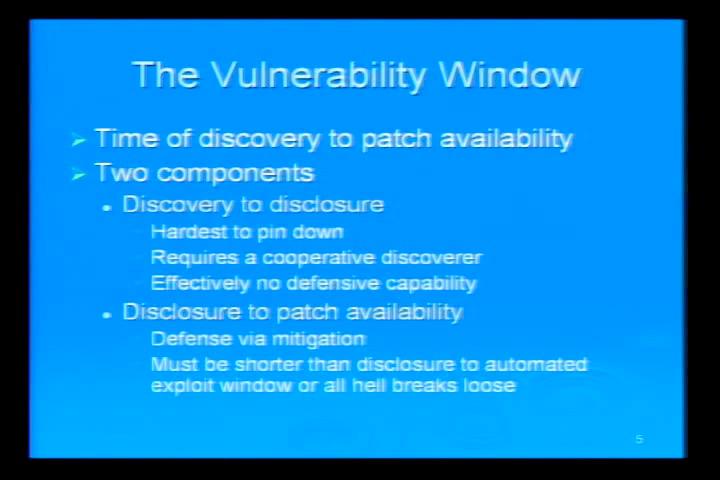 The Vulnerability Window
Time of discovery to patch availability
Two components
Discovery to disclosure
Hardest to pin down
Requires a cooperative discoverer
Effectively no defensive capability
Disclosure to patch availability
Defense via mitigation
Must be shorter than disclosure to automated
exploit window or all hell breaks loose
5